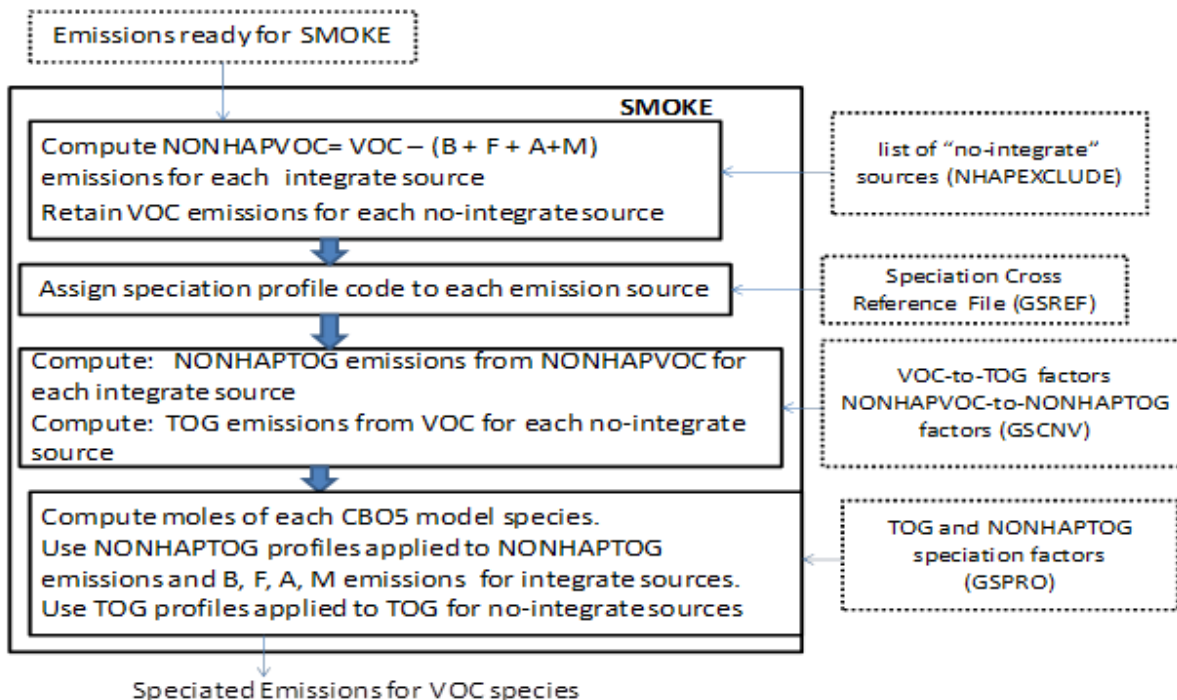 Emissions ready for SMOKE
SMOKE
Compute NONHAPVOC= VOC – (B + F + A+M)
emissions for each integrate source
Retain VOC emissions for each no-integrate source
list of “no-integrate”
sources (NHAPEXCLUDE)
Assign speciation profile code to each emission source
Speciation Cross
Reference File (GSREF)
Compute: NONHAPTOG emissions from NONHAPVOC for
each integrate source
Compute: TOG emissions from VOC for each no-integrate
source
VOC-to-TOG factors
NONHAPVOC-to-NONHAPTOG
factors (GSCNV)
Compute moles of each CBO5 model species.
Use NONHAPTOG profiles applied to NONHAPTOG
emissions and B, F, A, M emissions for integrate sources.
Use TOG profiles applied to TOG for no-integrate sources
TOG and NONHAPTOG
speciation factors
(GSPRO)
Speciated Emissions for VOC species